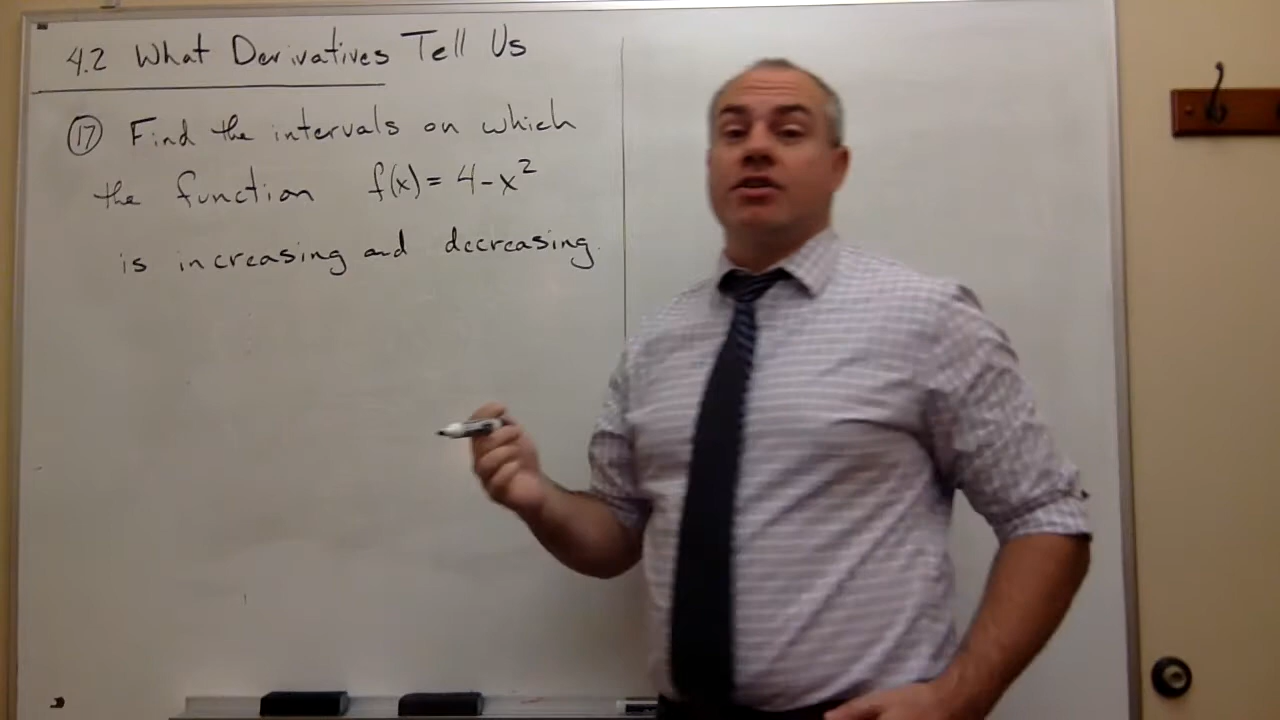 4.2 What Derivatives Tell Us
17 Find the intervals on which
the function f(x) = 4-x²
is increasing and decreasing.